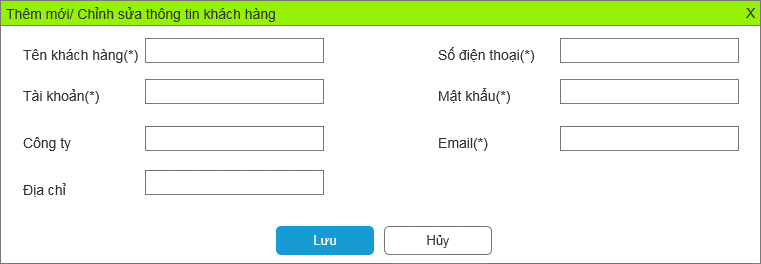 Thêm mới/ Chỉnh sửa thông tin khách hàng X
Tên khách hàng(*) Số điện thoại(*)
Tài khoản(*) Mật khẩu(*)
Công ty Email(*)
Địa chỉ
Lưu Hủy